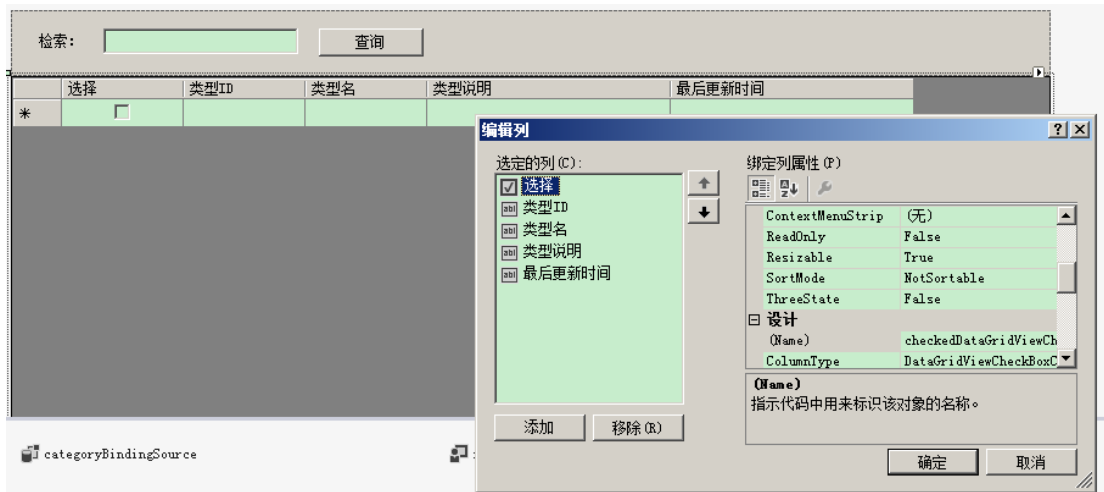 检索：
查询
选择 类型ID 类型名 类型说明 最后更新时间
编辑列
选定的列(C):
选择
类型ID
类型名
类型说明
最后更新时间
添加 移除(R)
绑定列属性(P)
ContextMenuStrip (无)
ReadOnly False
Resizable True
SortMode NotSortable
ThreeState False
设计
(Name) checkedDataGridViewCh
ColumnType DataGridViewCheckBoxC
(Name)
指示代码中用来标识该对象的名称。
确定 取消
categoryBindingSource